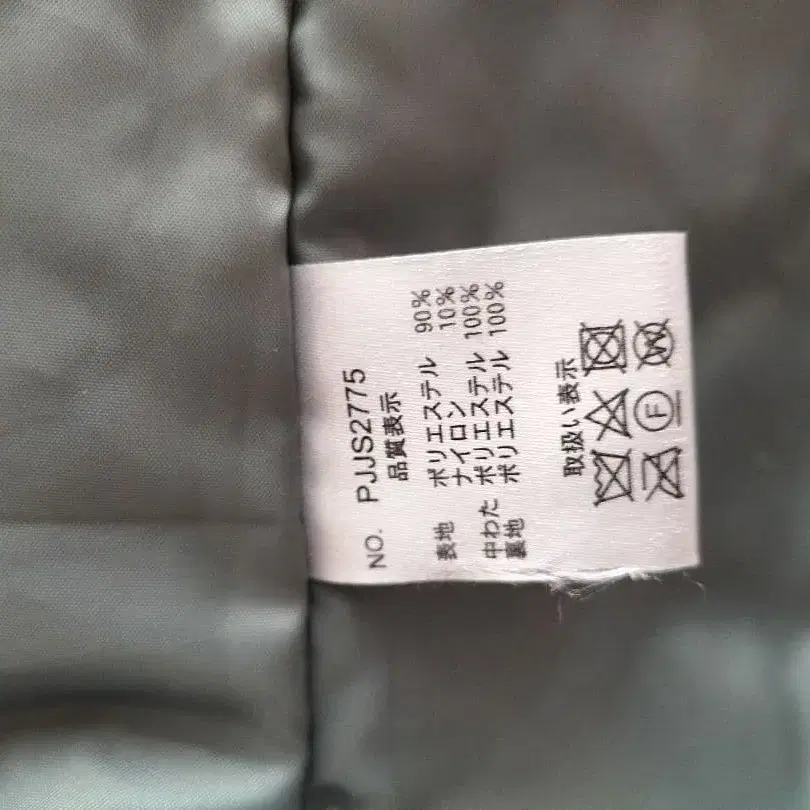 NO. PJJS2775
品質表示
表地 ポリエステル 90%
ナイロン 10%
中わた ポリエステル 100%
裏地 ポリエステル 100%
取扱い表示
F
W